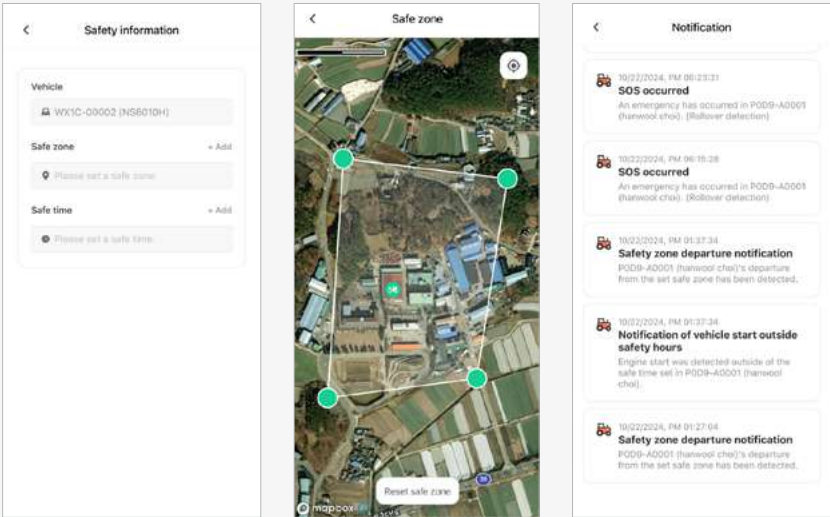 Safety information
Vehicle
WX1C-00002 (NS6010H)
Safe zone + Add
Please set a safe zone
Safe time + Add
Please set a safe time.
Safe zone
Reset safe zone
mapbox
Notification
10/22/2024, PM 06:23:31
SOS occurred
An emergency has occurred in P0D9-A0001
(hanwool choi). (Rollover detection)
10/22/2024, PM 06:15:28
SOS occurred
An emergency has occurred in P0D9-A0001
(hanwool choi). (Rollover detection)
10/22/2024, PM 01:37:34
Safety zone departure notification
P0D9-A0001 (hanwool choi)'s departure
from the set safe zone has been detected.
10/22/2024, PM 01:37:34
Notification of vehicle start outside
safety hours
Engine start was detected outside of the
safe time set in P0D9-A0001 (hanwool
choi).
10/22/2024, PM 01:27:04
Safety zone departure notification
P0D9-A0001 (hanwool choi)'s departure
from the set safe zone has been detected.